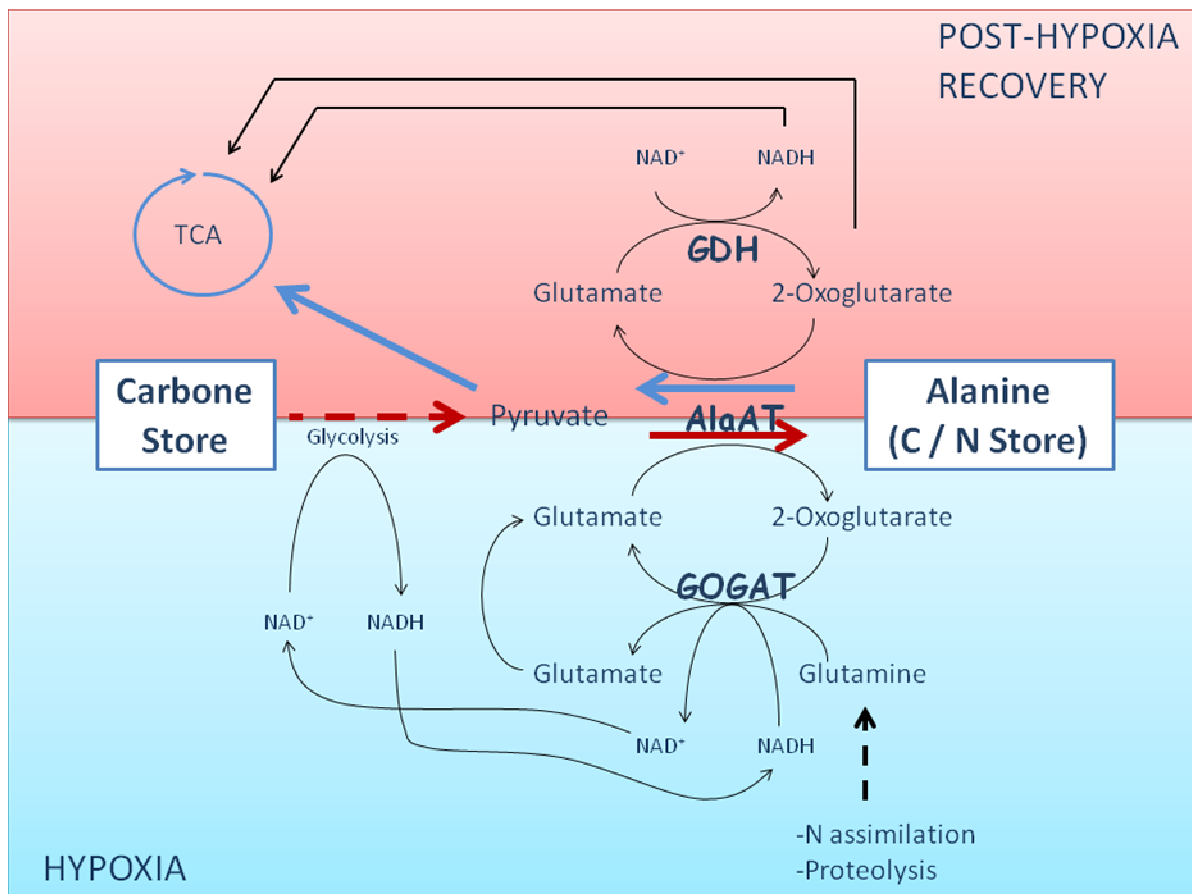 POST-HYPOXIA
RECOVERY
NAD⁺ NADH
TCA
GDH
Glutamate 2-Oxoglutarate
Carbone
Store
Glycolysis
Pyruvate
AlaAT
Alanine
(C / N Store)
Glutamate 2-Oxoglutarate
GOGAT
NAD⁺ NADH
Glutamate Glutamine
NAD⁺ NADH
-N assimilation
-Proteolysis
HYPOXIA